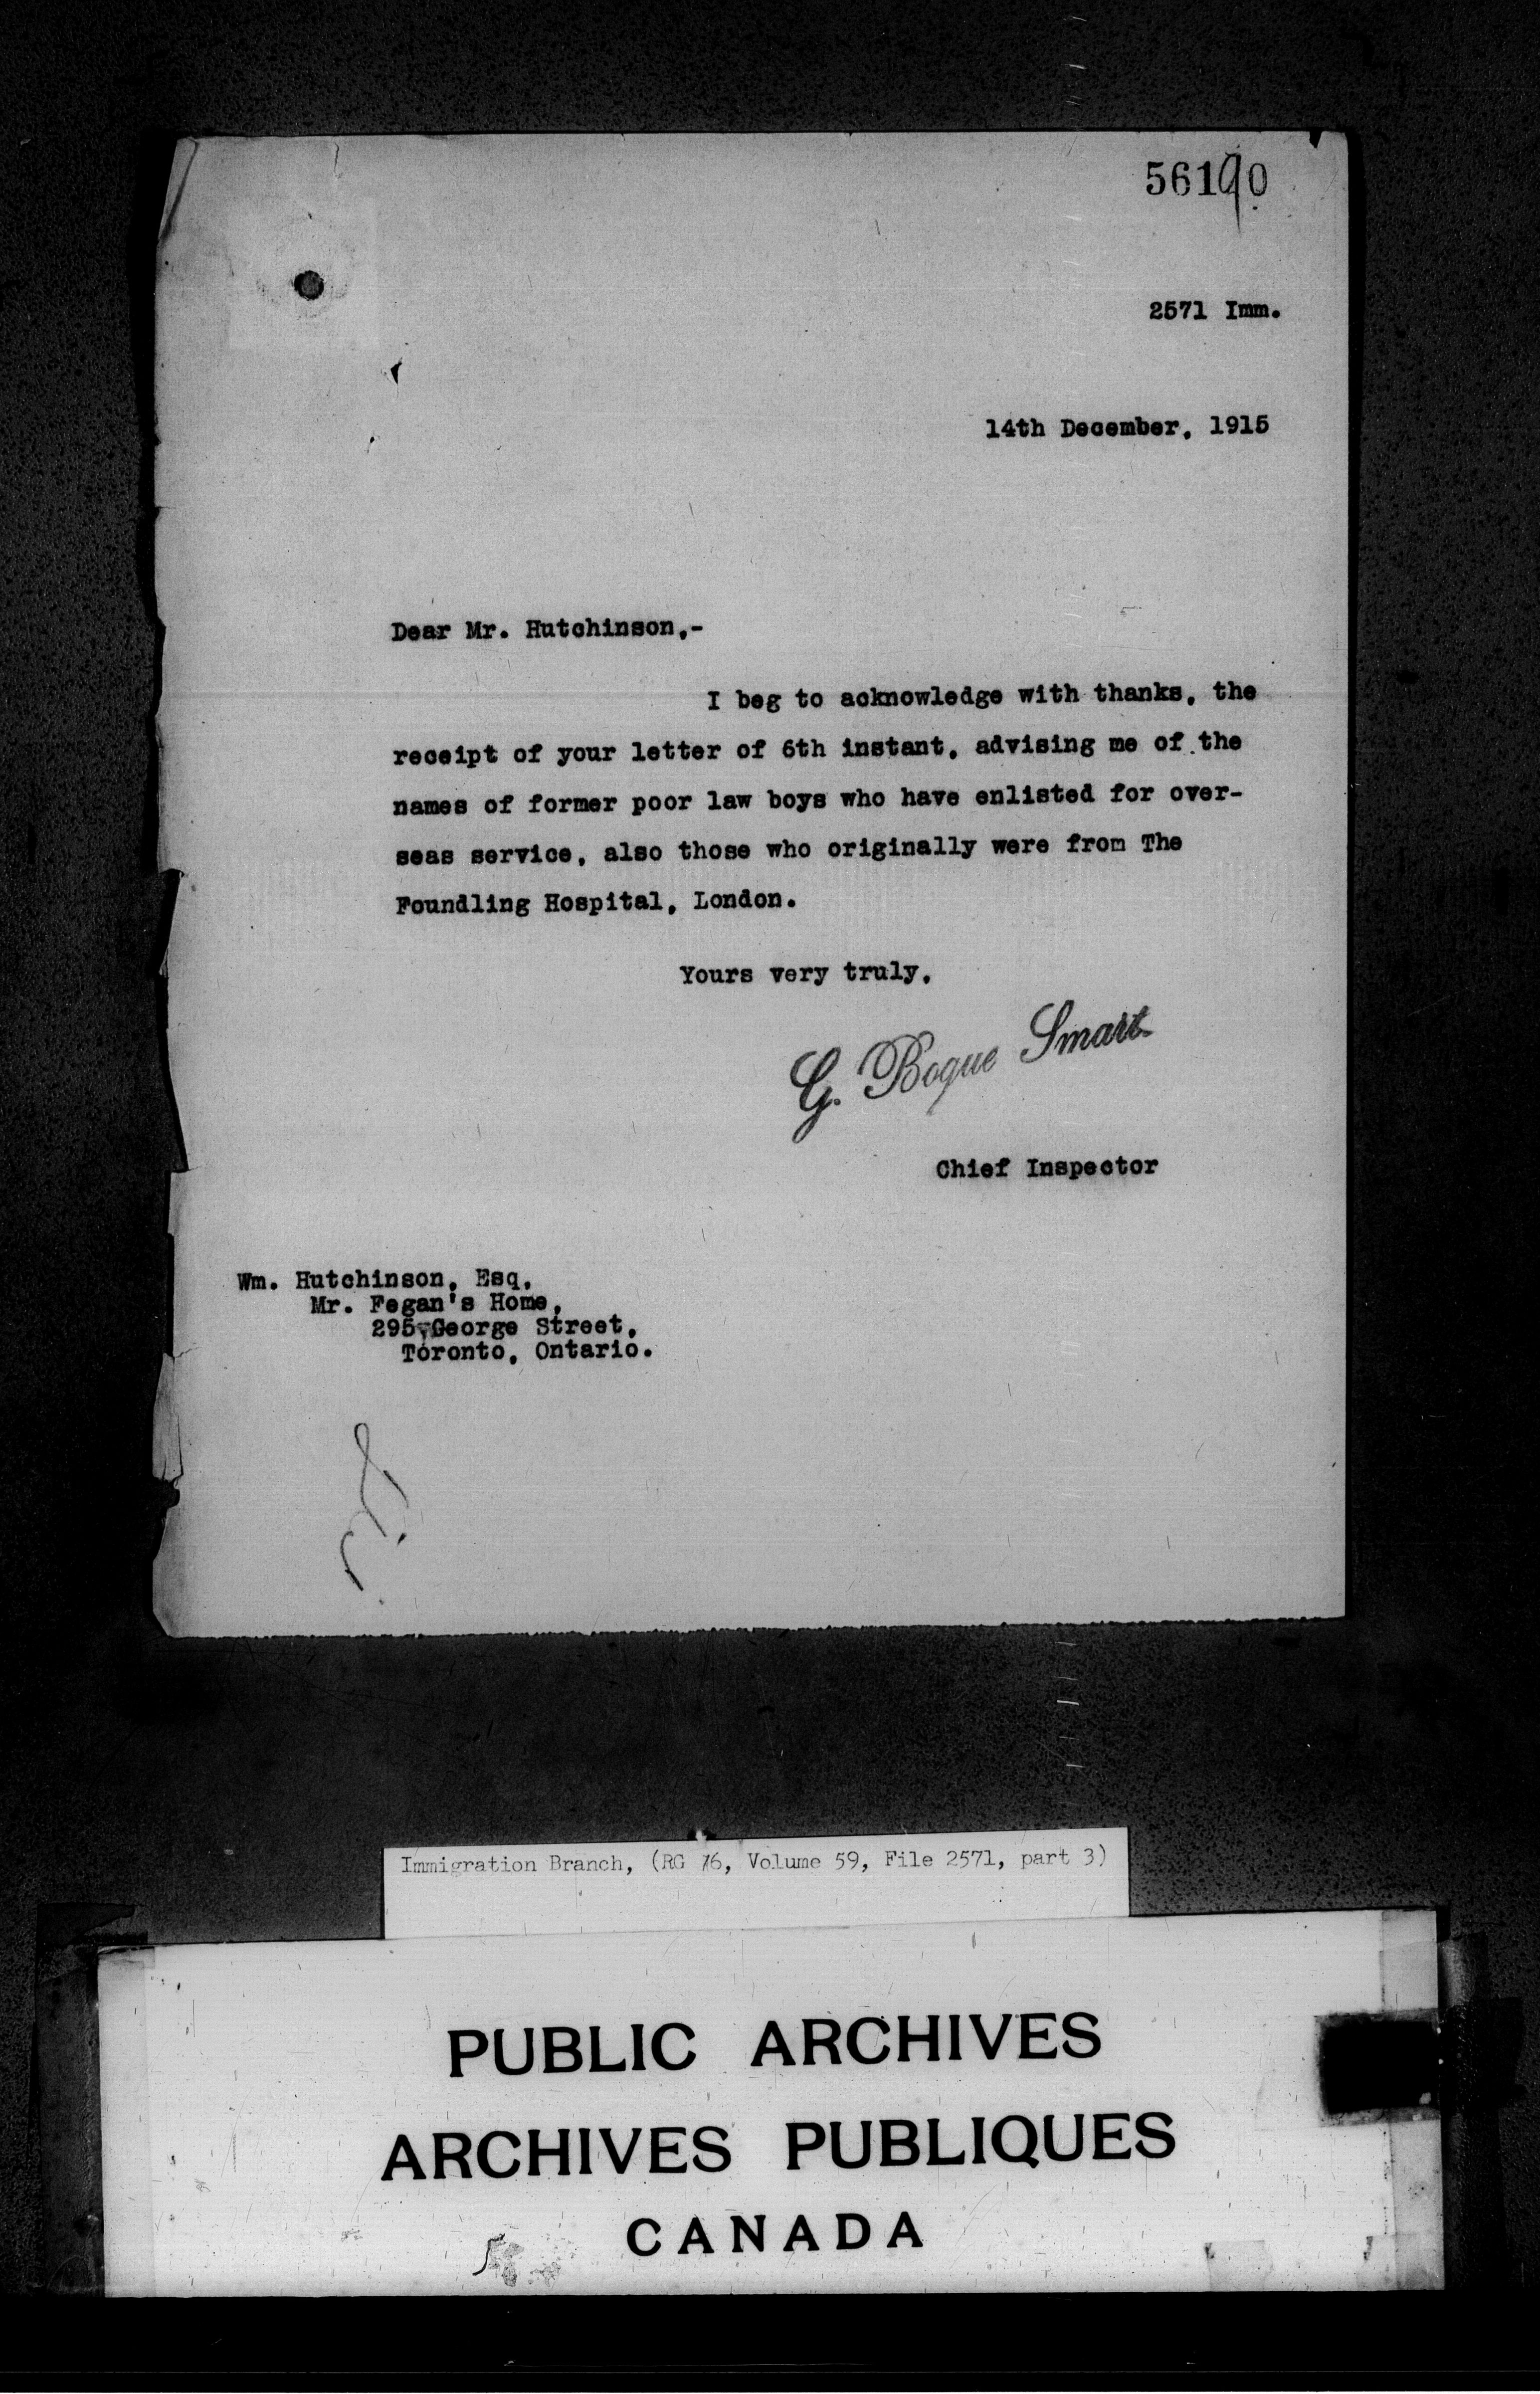 2571 Imm.
14th December, 1915
Dear Mr. Hutchinson,-
I beg to acknowledge with thanks, the
receipt of your letter of 6th instant, advising me of the
names of former poor law boys who have enlisted for over-
seas service, also those who originally were from The
Foundling Hospital, London.
Yours very truly,
G. Bogue Smart
Chief Inspector
Wm. Hutchinson, Esq,
Mr. Fegan's Home,
295, George Street,
Toronto, Ontario.
Immigration Branch, (RG 76, Volume 59, File 2571, part 3)
PUBLIC ARCHIVES
ARCHIVES PUBLIQUES
CANADA